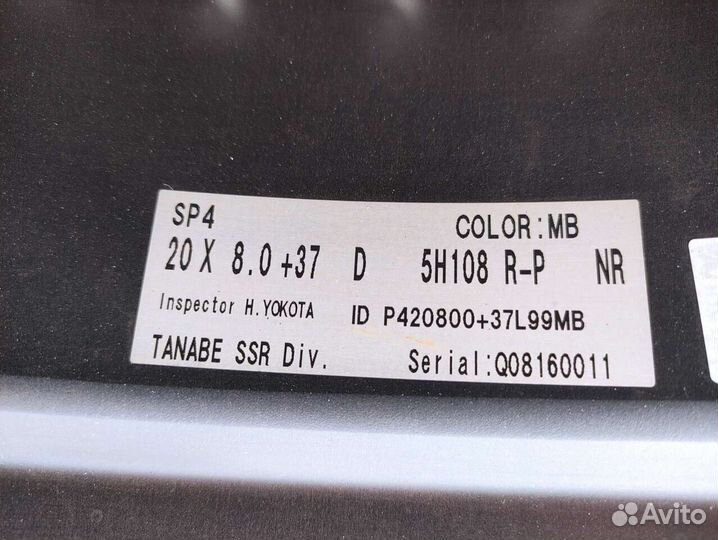 SP4 COLOR:MB
20 X 8.0 +37 D 5H108 R-P NR
Inspector H.YOKOTA ID P420800+37L99MB
TANABE SSR Div. Serial:Q08160011
Avito